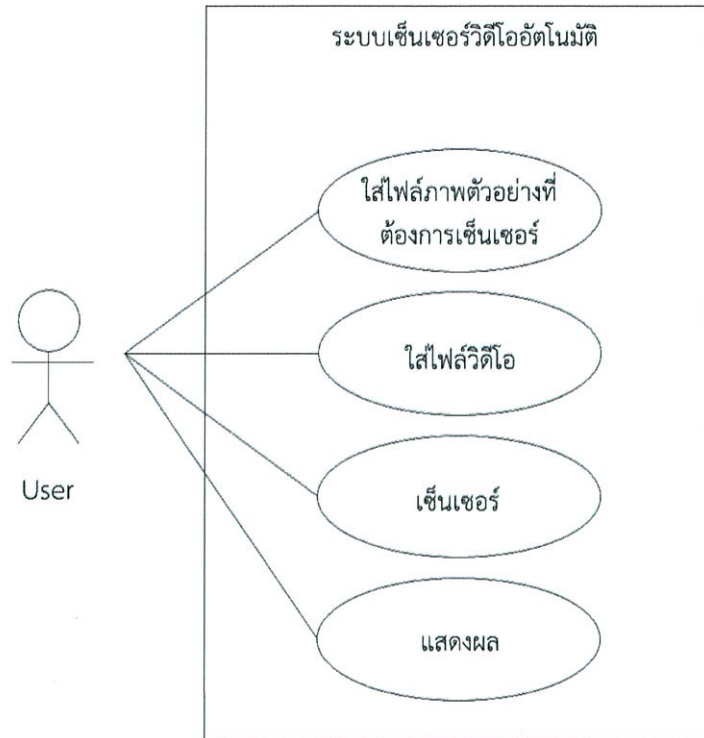 ระบบเซ็นเซอร์วิดีโออัตโนมัติ
ใส่ไฟล์ภาพตัวอย่างที่
ต้องการเซ็นเซอร์
ใส่ไฟล์วิดีโอ
เซ็นเซอร์
User
แสดงผล